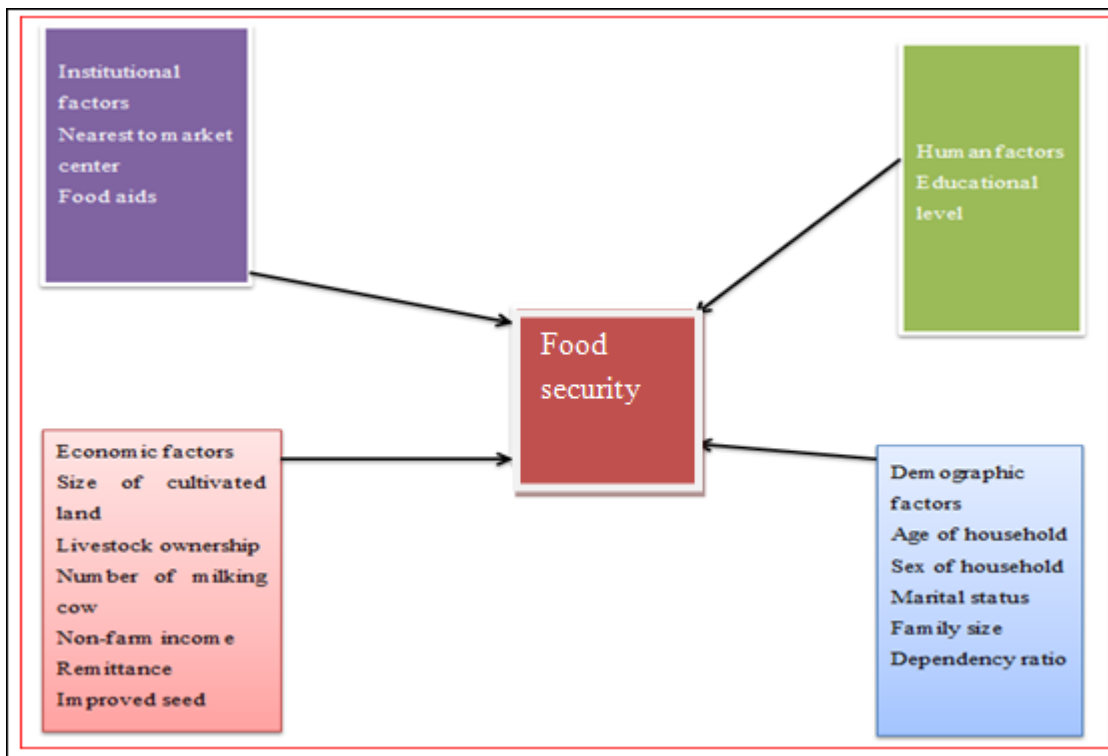 Institutional
factors
Nearest to market
center
Food aids
Human factors
Educational
level
Food
security
Economic factors
Size of cultivated
land
Livestock ownership
Number of milking
cow
Non-farm income
Remittance
Improved seed
Demographic
factors
Age of household
Sex of household
Marital status
Family size
Dependency ratio